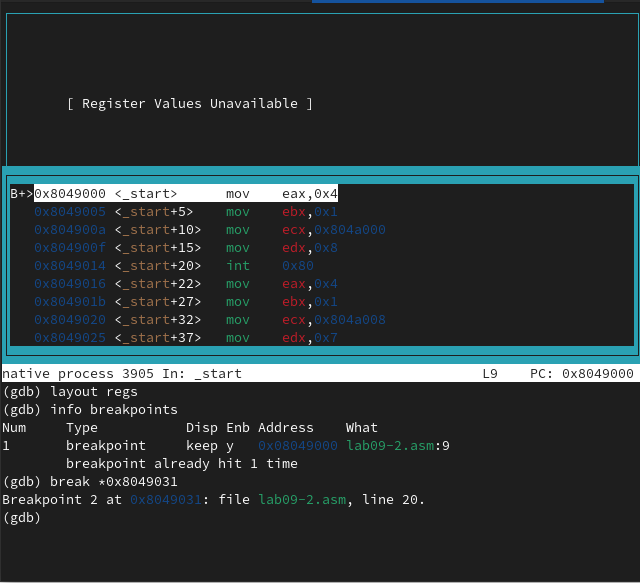 [ Register Values Unavailable ]
B+>0x8049000 <_start> mov eax,0x4
0x8049005 <_start+5> mov ebx,0x1
0x804900a <_start+10> mov ecx,0x804a000
0x804900f <_start+15> mov edx,0x8
0x8049014 <_start+20> int 0x80
0x8049016 <_start+22> mov eax,0x4
0x804901b <_start+27> mov ebx,0x1
0x8049020 <_start+32> mov ecx,0x804a008
0x8049025 <_start+37> mov edx,0x7
native process 3905 In: _start L9 PC: 0x8049000
(gdb) layout regs
(gdb) info breakpoints
Num Type Disp Enb Address What
1 breakpoint keep y 0x08049000 lab09-2.asm:9
breakpoint already hit 1 time
(gdb) break *0x8049031
Breakpoint 2 at 0x8049031: file lab09-2.asm, line 20.
(gdb)